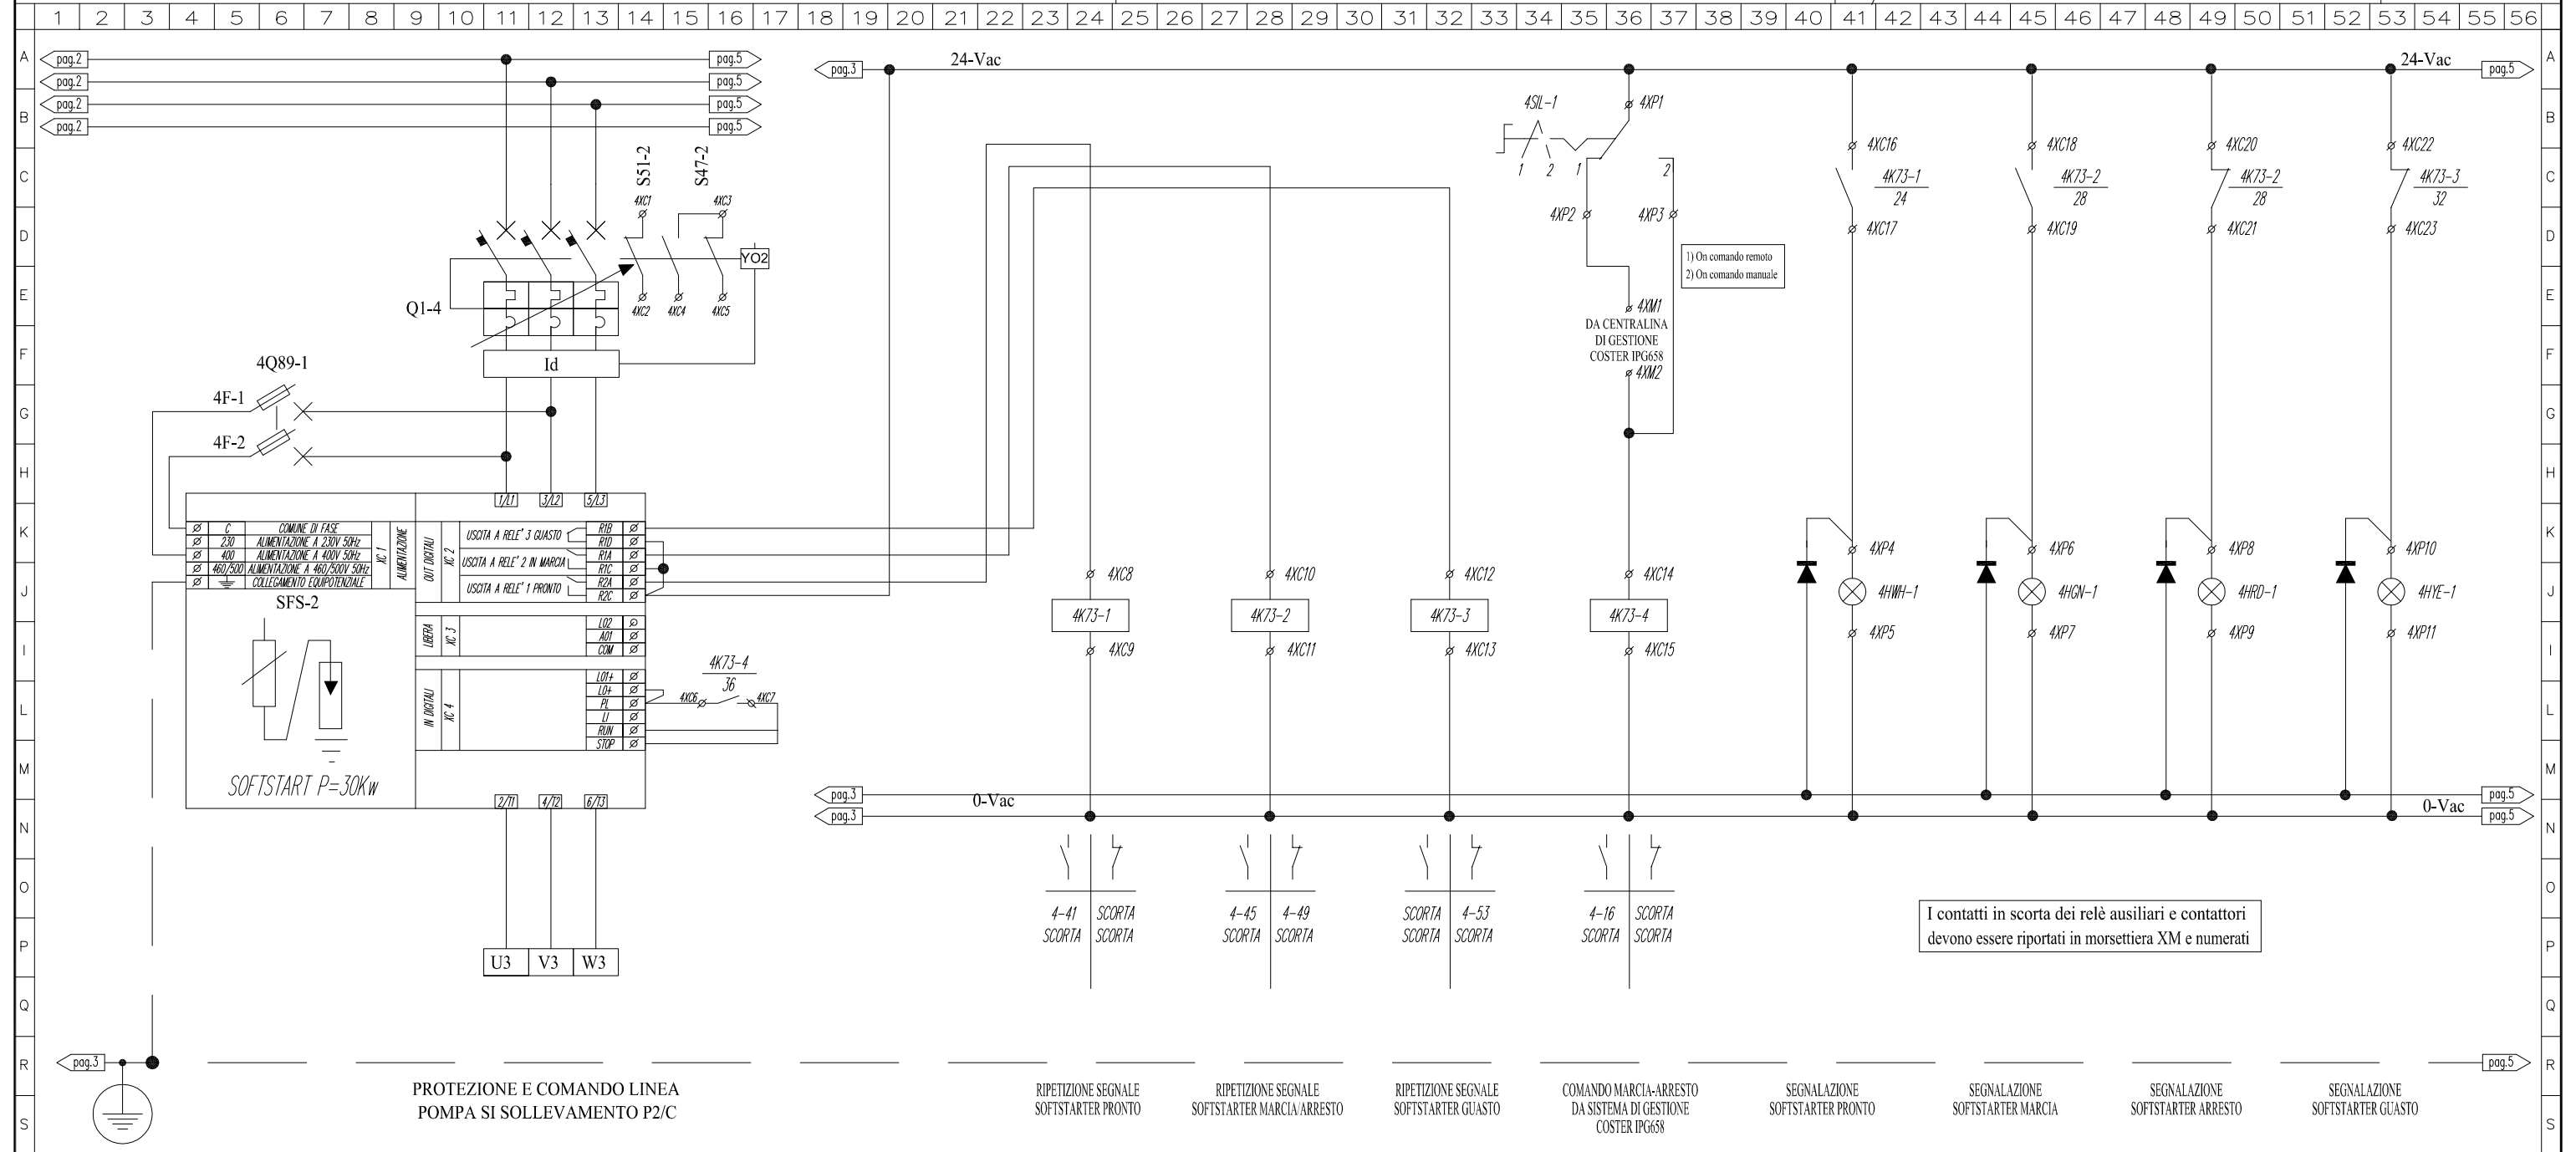 1 2 3 4 5 6 7 8 9 10 11 12 13 14 15 16 17 18 19 20 21 22 23 24 25 26 27 28 29 30 31 32 33 34 35 36 37 38 39 40 41 42 43 44 45 46 47 48 49 50 51 52 53 54 55 56
A B C D E F G H K J I L M N O P Q R S
pag.2 pag.5
pag.2 pag.5
pag.2 pag.5
pag.2 pag.5
S51-2 S47-2
4XC1 4XC3
YO2
4XC2 4XC4 4XC5
Q1-4
Id
4Q89-1
4F-1
4F-2
1/L1 3/L2 5/L3
C COMUNE DI FASE
230 ALIMENTAZIONE A 230V 50Hz
400 ALIMENTAZIONE A 400V 50Hz
460/500 ALIMENTAZIONE A 460/500V 50Hz
COLLEGAMENTO EQUIPOTENZIALE
XC 1
ALIMENTAZIONE
OUT DIGITALI
XC 2
USCITA A RELE' 3 GUASTO
USCITA A RELE' 2 IN MARCIA
USCITA A RELE' 1 PRONTO
R1B
R1D
R1A
R1C
R2A
R2C
SFS-2
LIBERA
XC 3
LO2
AO1
COM
IN DIGITALI
XC 4
LO1+
LO+
PL
LI
RUN
STOP
4K73-4
36
4XC6 4XC7
SOFTSTART P=30Kw
2/T1 4/T2 6/T3
U3 V3 W3
pag.3
PROTEZIONE E COMANDO LINEA
POMPA SI SOLLEVAMENTO P2/C
pag.3 24-Vac 24-Vac pag.5
4SIL-1 4XP1
1 2 1 2
4XP2 4XP3
1) On comando remoto
2) On comando manuale
4XM1
DA CENTRALINA
DI GESTIONE
COSTER IPG658
4XM2
4XC16 4XC18 4XC20 4XC22
4K73-1 4K73-2 4K73-2 4K73-3
24 28 28 32
4XC17 4XC19 4XC21 4XC23
4XP4 4XP6 4XP8 4XP10
4HWH-1 4HGN-1 4HRD-1 4HYE-1
4XP5 4XP7 4XP9 4XP11
4XC8 4XC10 4XC12 4XC14
4K73-1 4K73-2 4K73-3 4K73-4
4XC9 4XC11 4XC13 4XC15
pag.3 pag.5
0-Vac 0-Vac
pag.3 pag.5
4-41 SCORTA 4-45 4-49 SCORTA 4-53 4-16 SCORTA
SCORTA SCORTA SCORTA SCORTA SCORTA SCORTA SCORTA SCORTA
I contatti in scorta dei relè ausiliari e contattori
devono essere riportati in morsettiera XM e numerati
pag.5
RIPETIZIONE SEGNALE
SOFTSTARTER PRONTO
RIPETIZIONE SEGNALE
SOFTSTARTER MARCIA/ARRESTO
RIPETIZIONE SEGNALE
SOFTSTARTER GUASTO
COMANDO MARCIA-ARRESTO
DA SISTEMA DI GESTIONE
COSTER IPG658
SEGNALAZIONE
SOFTSTARTER PRONTO
SEGNALAZIONE
SOFTSTARTER MARCIA
SEGNALAZIONE
SOFTSTARTER ARRESTO
SEGNALAZIONE
SOFTSTARTER GUASTO
A B C D E F G H K J I L M N O P Q R S